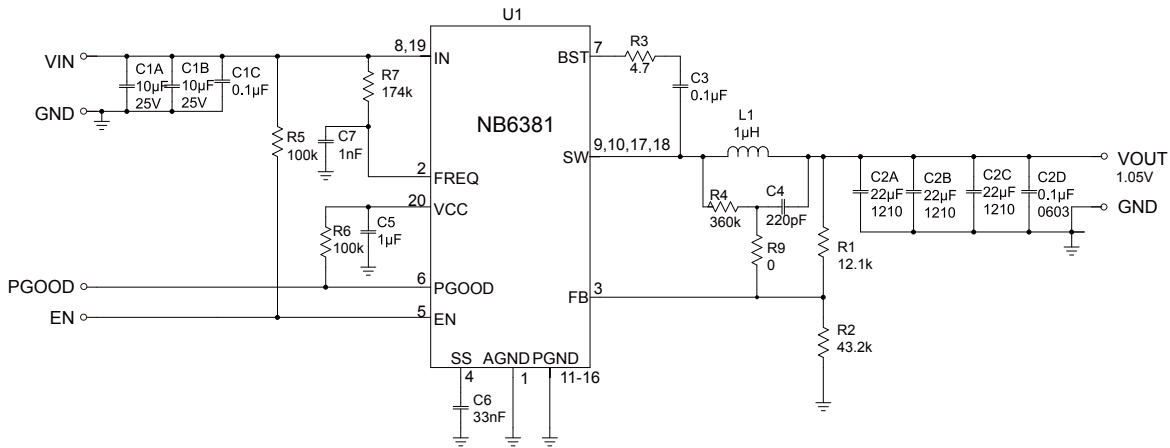 U1
NB6381
VIN
GND
C1A
10µF
25V
C1B
10µF
25V
C1C
0.1µF
8,19
IN
R7
174k
C7
1nF
R5
100k
2
FREQ
20
VCC
C5
1µF
R6
100k
PGOOD
6
PGOOD
EN
5
EN
SS
4
AGND
1
PGND
11-16
C6
33nF
7
BST
R3
4.7
C3
0.1µF
9,10,17,18
SW
L1
1µH
R4
360k
C4
220pF
R9
0
R1
12.1k
3
FB
R2
43.2k
C2A
22µF
1210
C2B
22µF
1210
C2C
22µF
1210
C2D
0.1µF
0603
VOUT
1.05V
GND